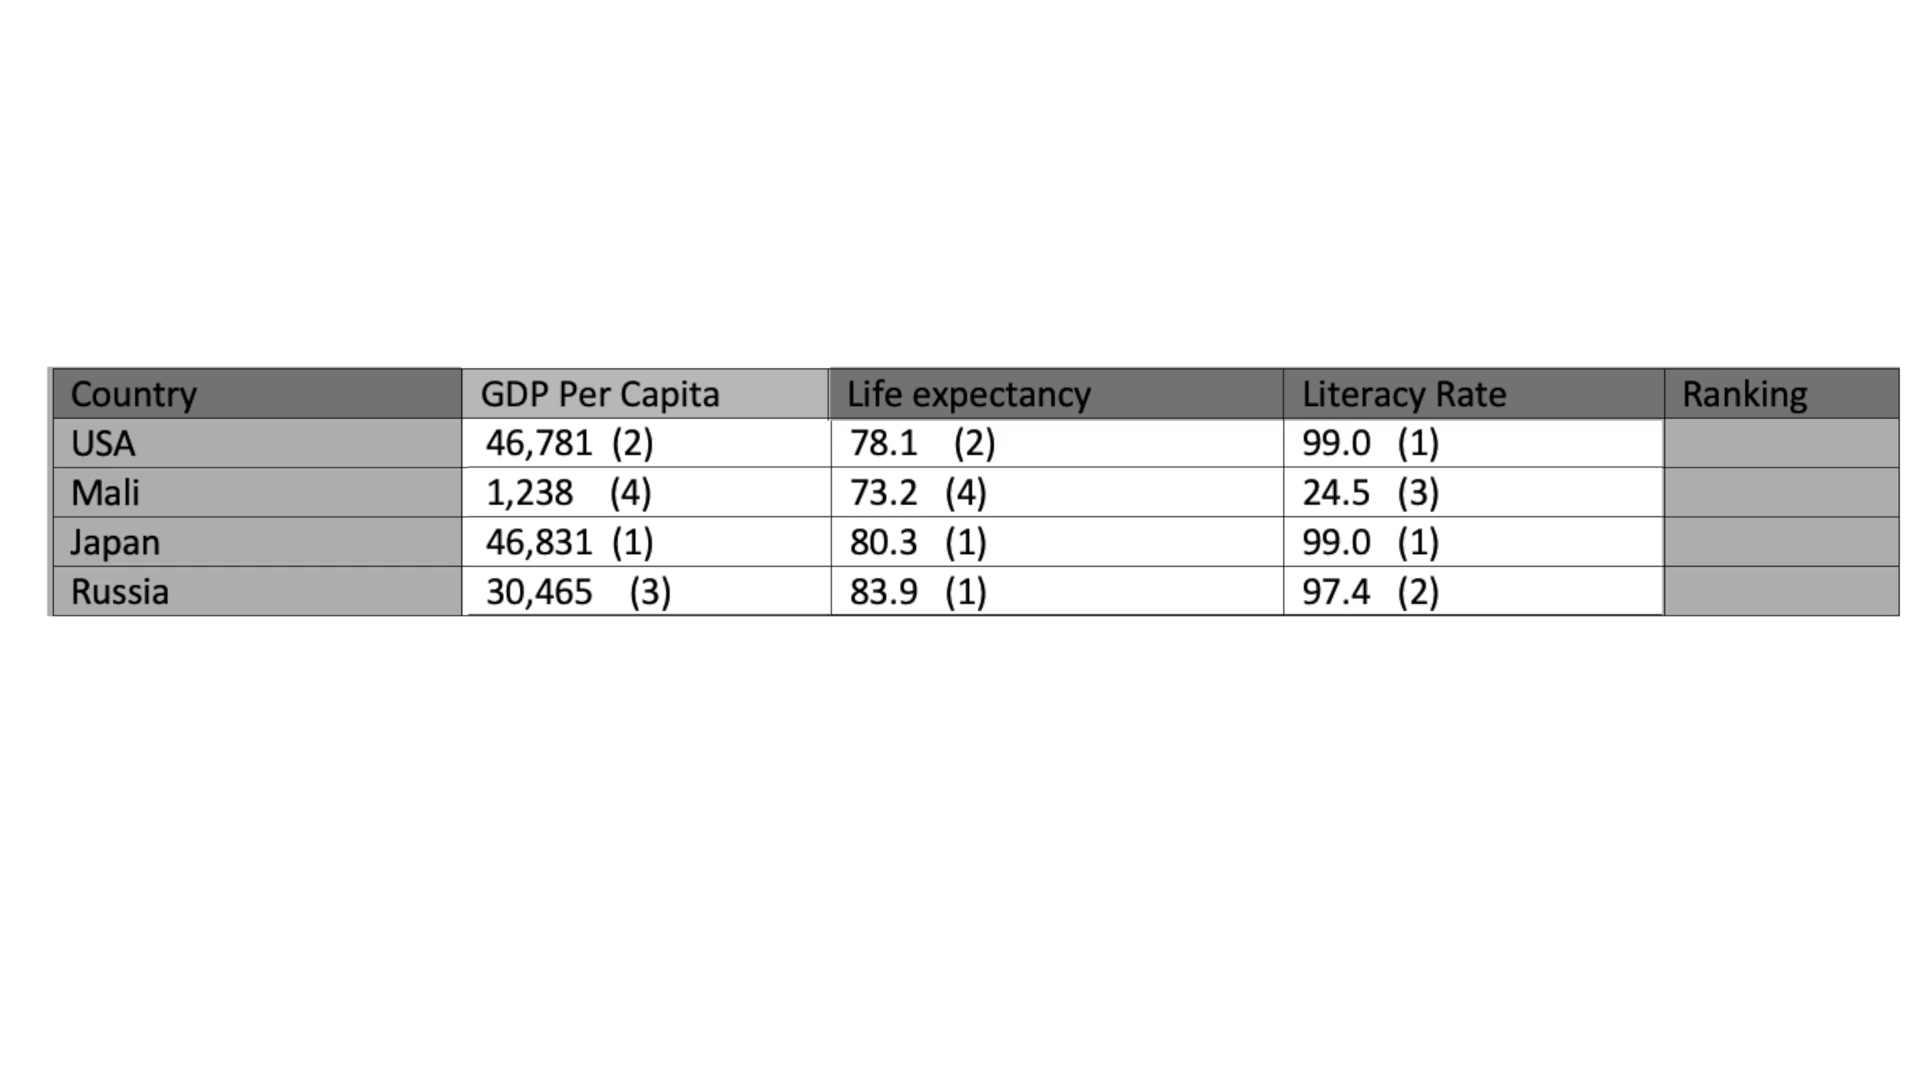 Country GDP Per Capita Life expectancy Literacy Rate Ranking
USA 46,781 (2) 78.1 (2) 99.0 (1)
Mali 1,238 (4) 73.2 (4) 24.5 (3)
Japan 46,831 (1) 80.3 (1) 99.0 (1)
Russia 30,465 (3) 83.9 (1) 97.4 (2)